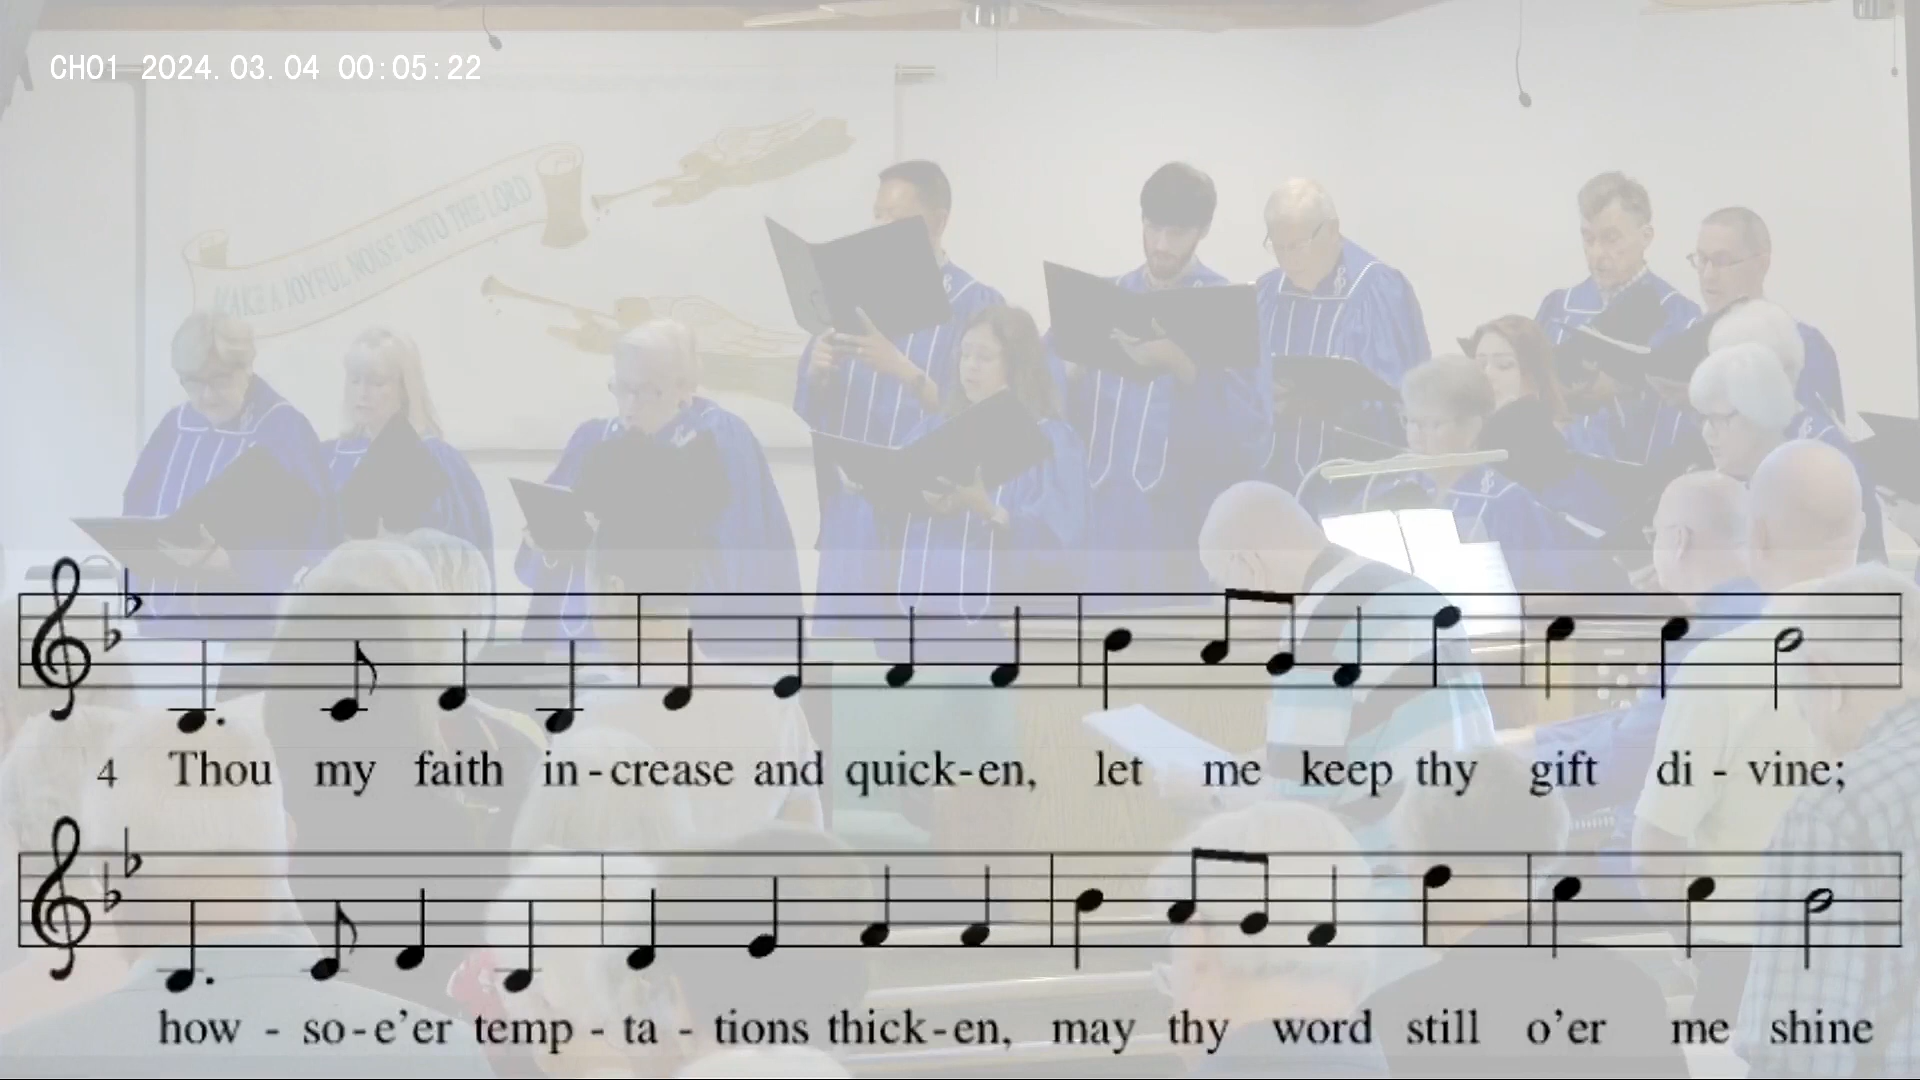 CH01 2024.03.04 00:05:22
MAKE A JOYFUL NOISE UNTO THE LORD
4 Thou my faith in - crease and quick - en, let me keep thy gift di - vine;
how - so - e'er temp - ta - tions thick - en, may thy word still o'er me shine